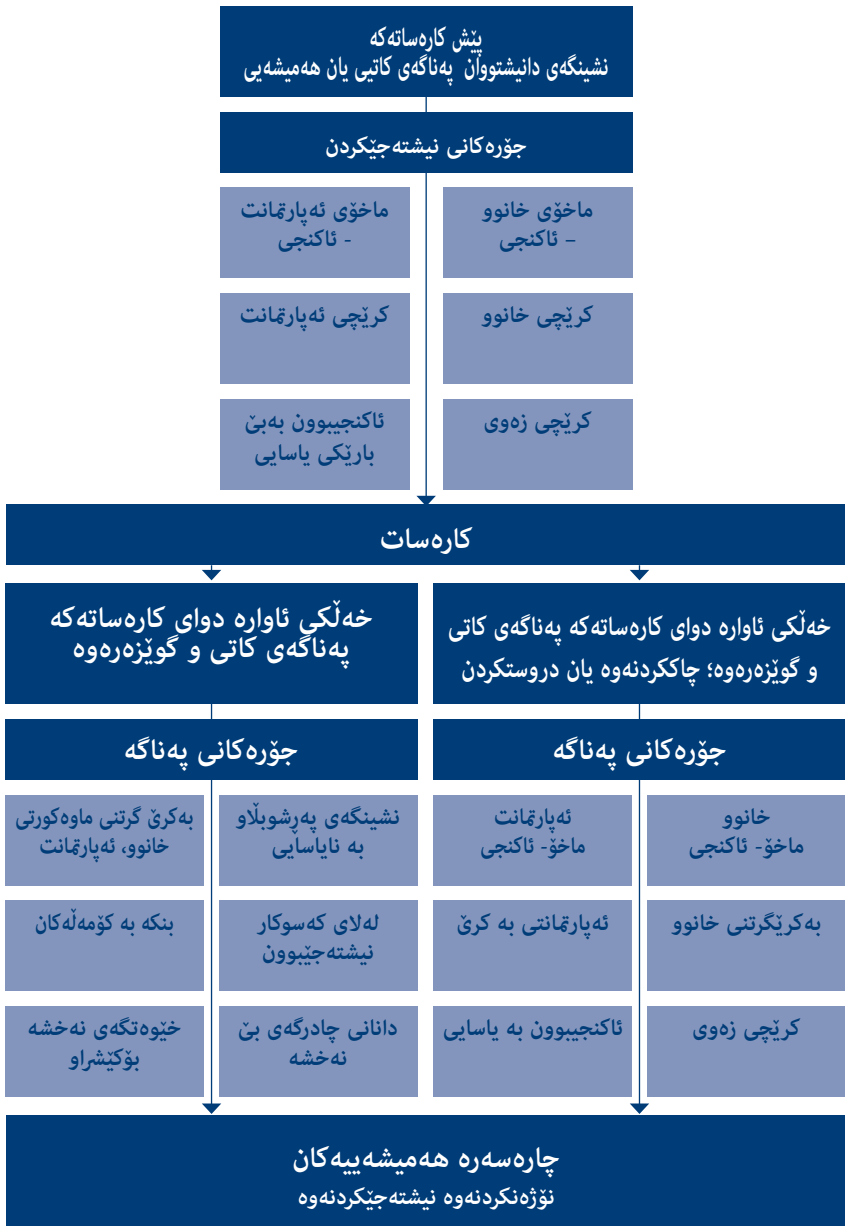 پێش کارەساتەکە
نشینگەی دانیشتووان پەناگەی کاتیی یان هەمیشەیی
جۆرەکانی نیشتەجێکردن
ماخۆی خانوو
– ئاکنجی
ماخۆی ئەپارتمانت
- ئاکنجی
کرێچی خانوو
کرێچی ئەپارتمانت
کرێچی زەوی
ئاکنجیبوون بەبێ
بارێکی یاسایی
کارەسات
خەڵکی ئاوارە دوای کارەساتەکە پەناگەی کاتی
و گوێزەرەوە؛ چاککردنەوە یان دروستکردن
خەڵکی ئاوارە دوای کارەساتەکە
پەناگەی کاتی و گوێزەرەوە
جۆرەکانی پەناگە
جۆرەکانی پەناگە
خانوو
ماخۆ- ئاکنجی
ئەپارتمانت
ماخۆ- ئاکنجی
نشینگەی پەرشوبڵاو
بە نایاسایی
بەکرێ گرتنی ماوەکورتی
خانوو، ئەپارتمانت
بەکرێگرتنی خانوو
ئەپارتمانتی بە کرێ
لەلای کەسوکار
نیشتەجێبوون
بنکە بە کۆمەڵەکان
کرێچی زەوی
ئاکنجیبوون بە یاسایی
دانانی چادرگەی بێ
نەخشە
خێوەتگەی نەخشە
بۆکێشراو
چارەسەرە هەمیشەییەکان
نۆژەنکردنەوە نیشتەجێکردنەوە